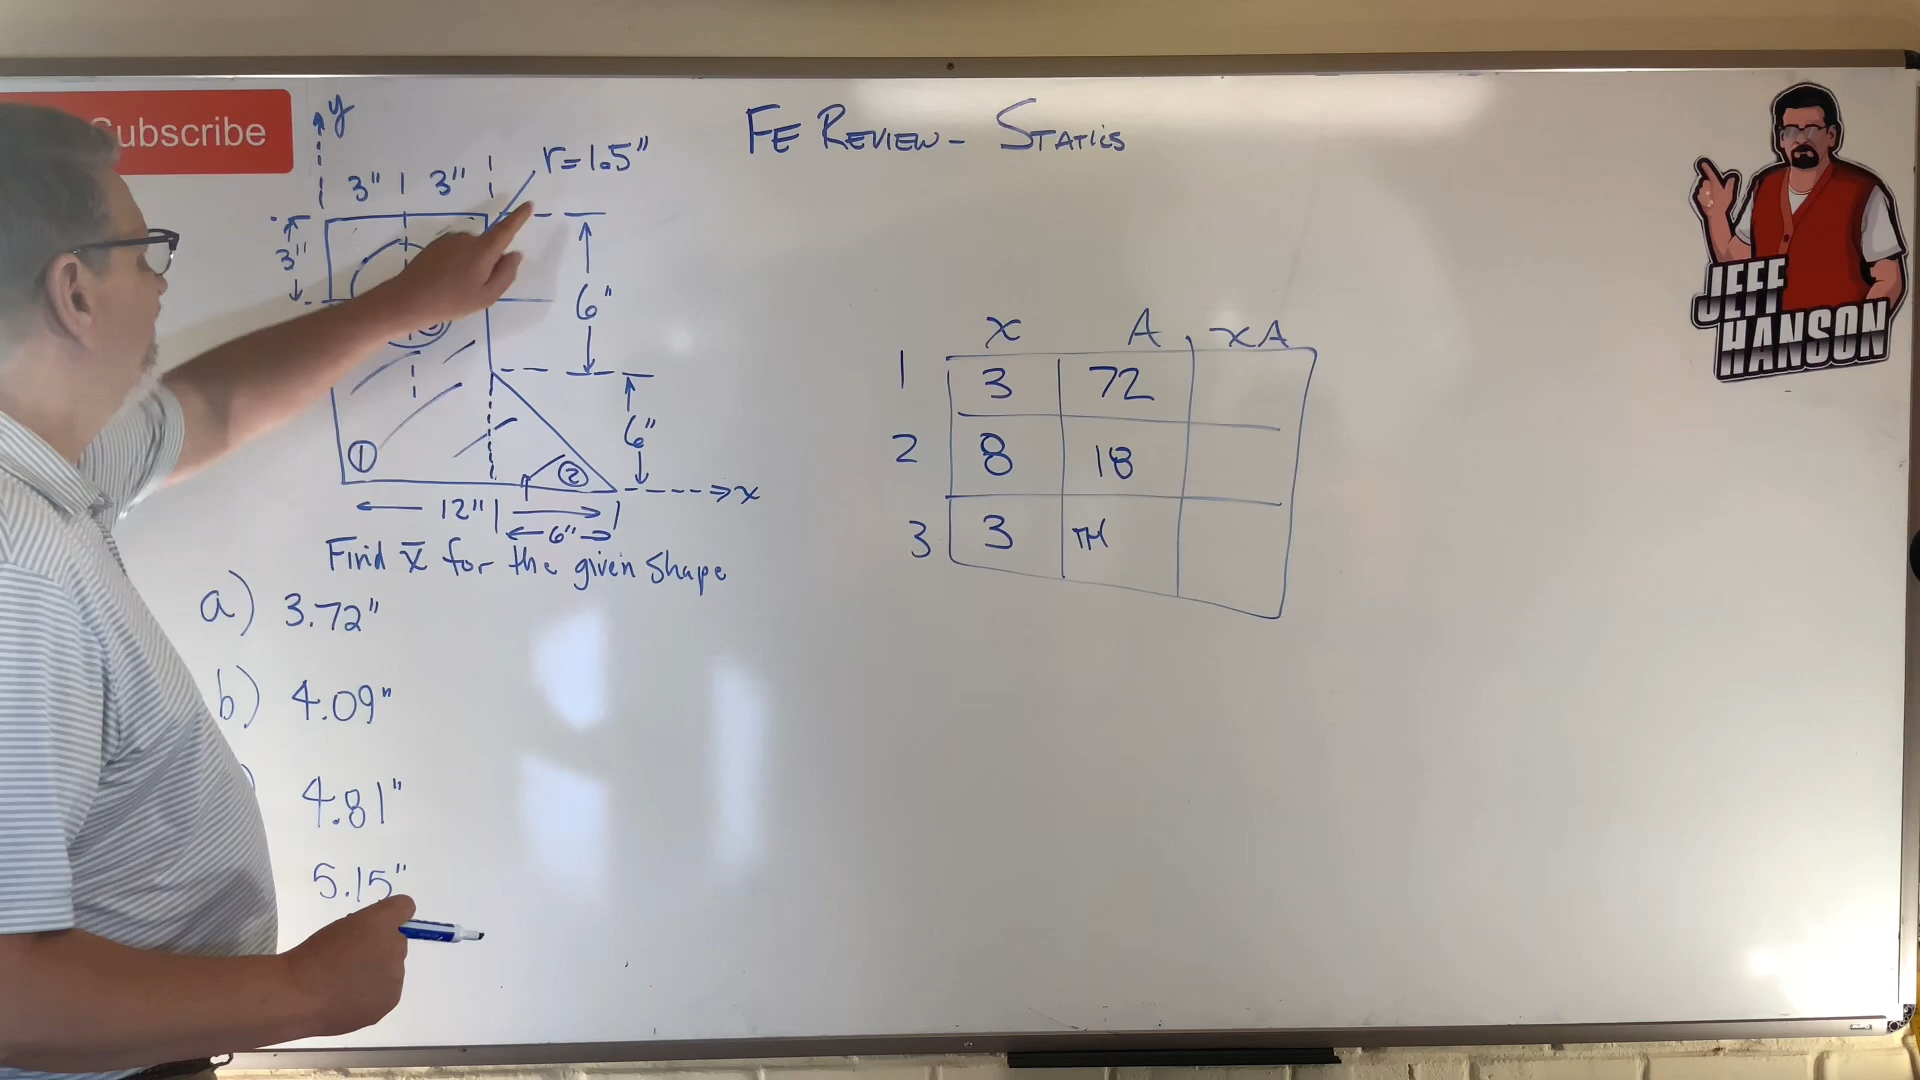 Subscribe
y
FE REVIEW - STATICS
r=1.5"
3" 3"
3"
6"
6"
1
2
x
12"
6"
Find x̄ for the given shape
a) 3.72"
b) 4.09"
4.81"
5.15"
x A xA
1 3 72
2 8 18
3 3
JEFF
HANSON